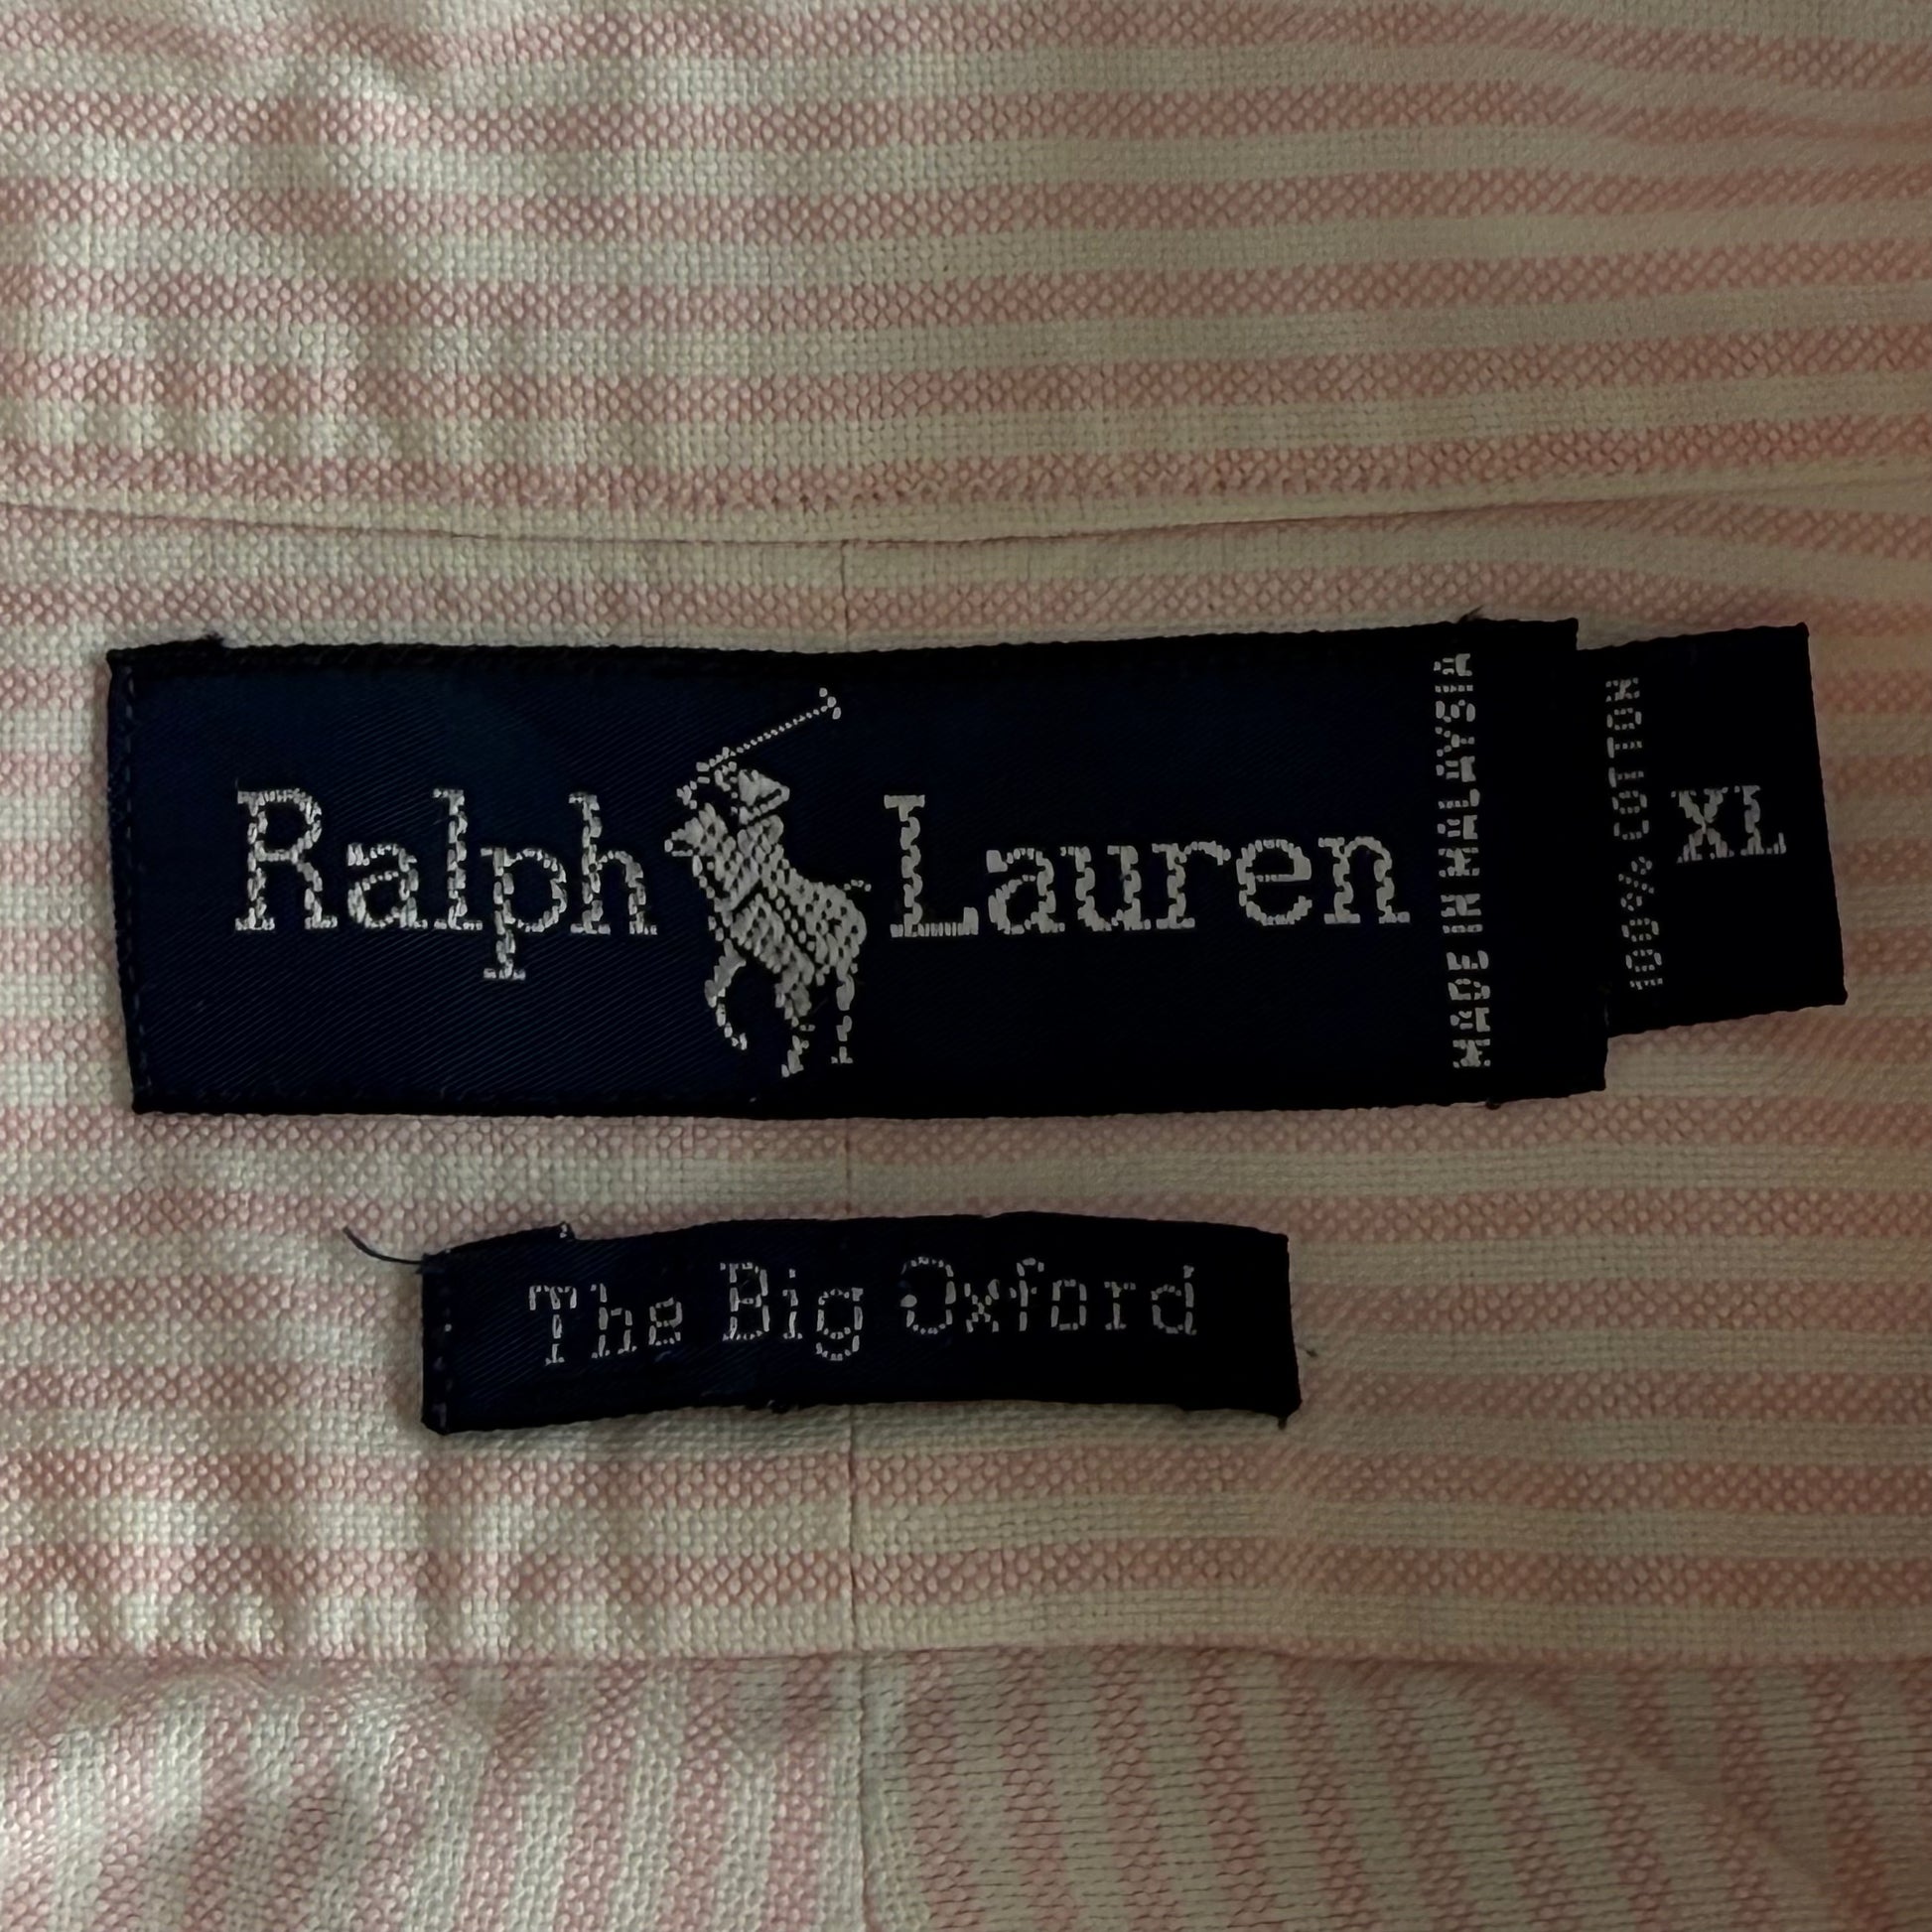 Ralph Lauren
MADE IN MALAYSIA
100% COTTON
XL
The Big Oxford